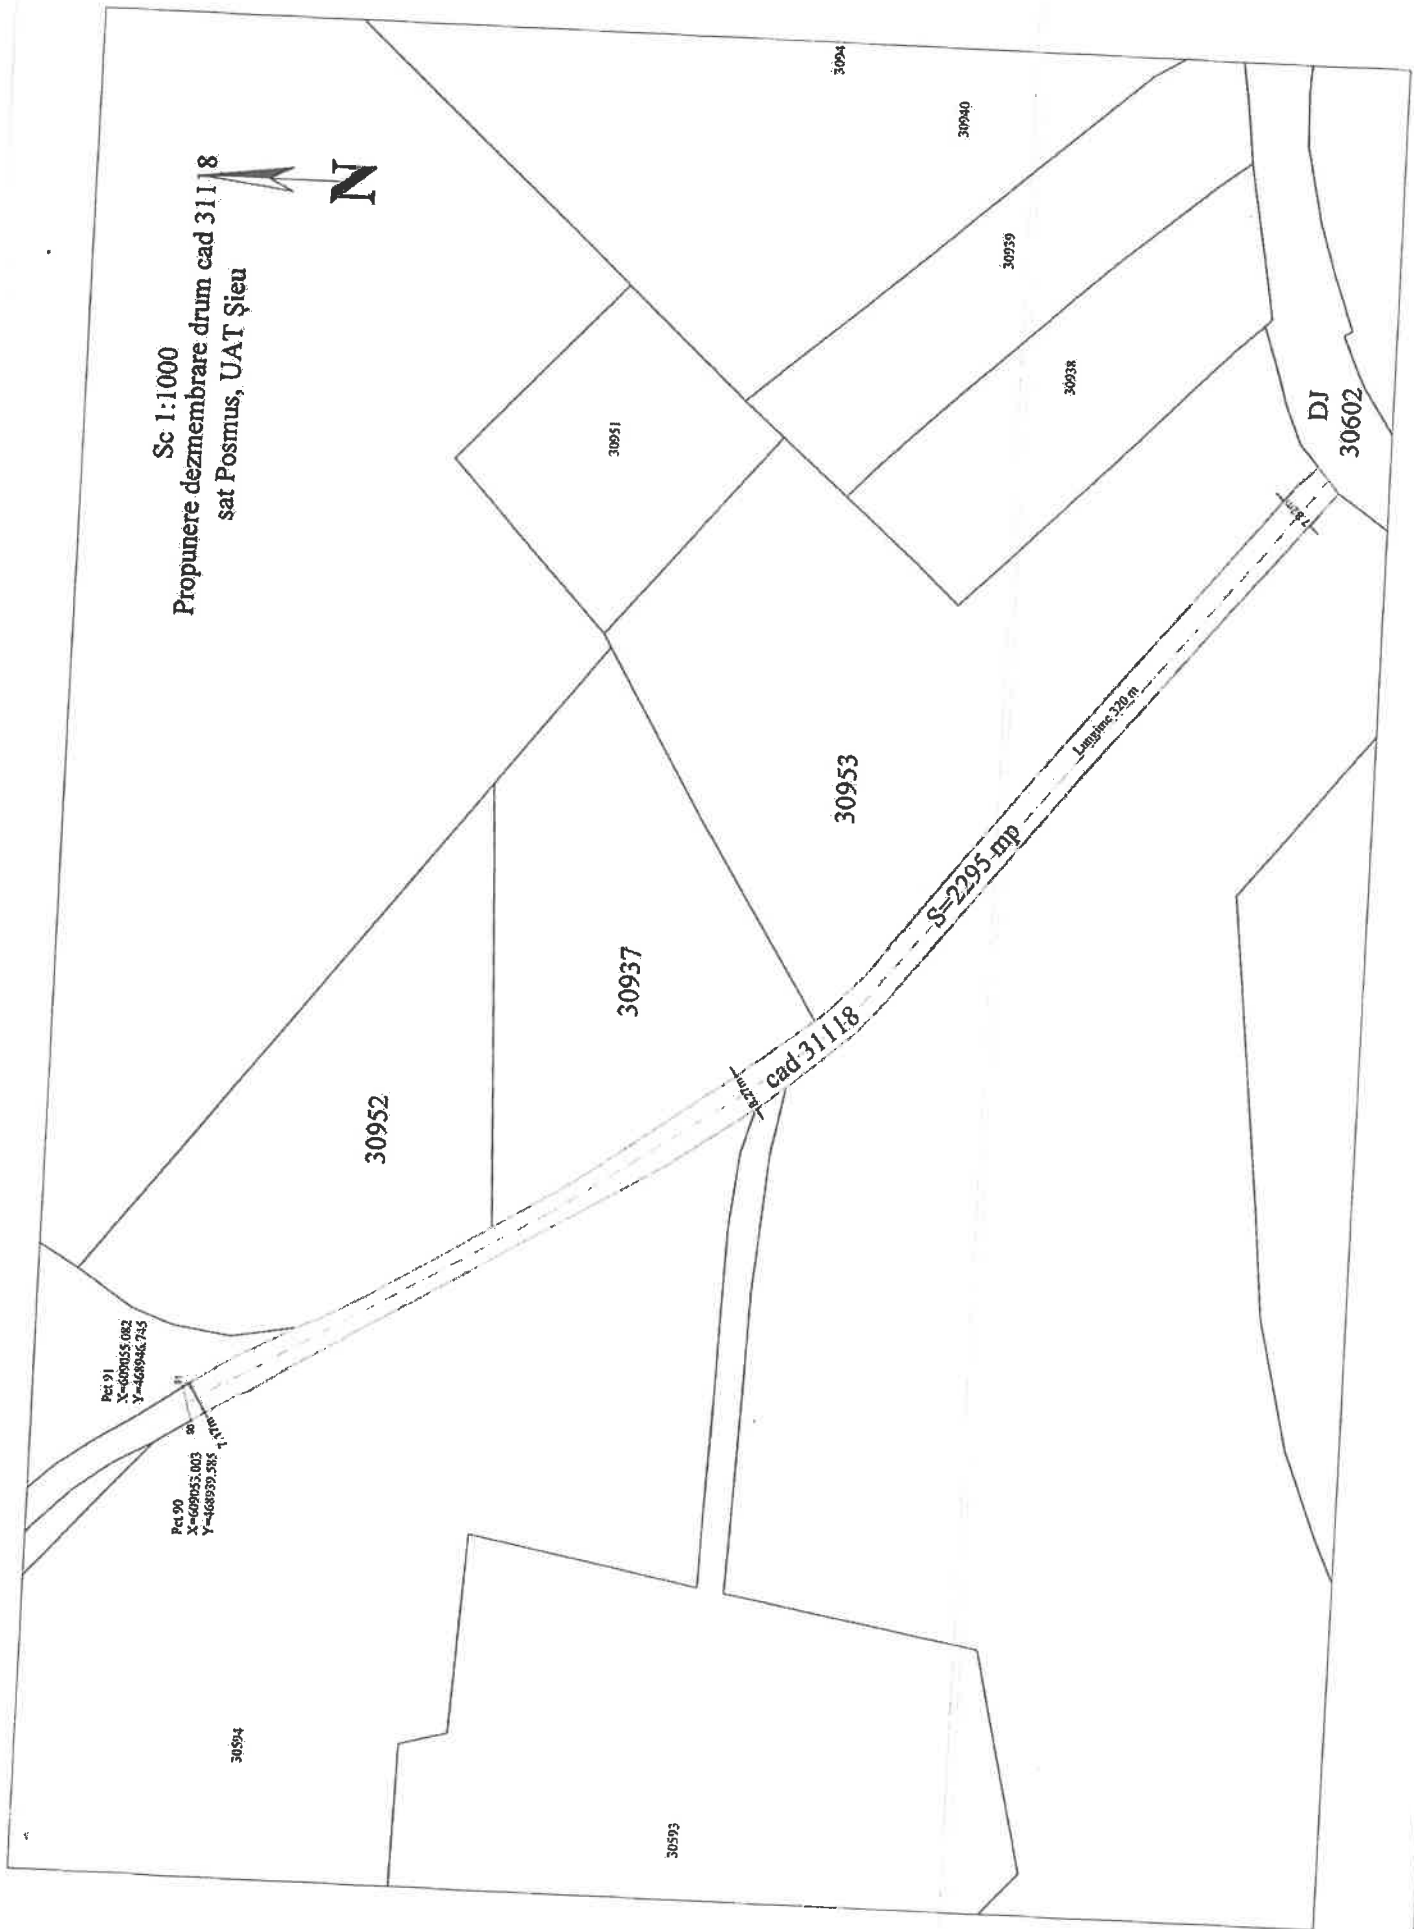 Sc 1:1000
Propunere dezmembrare drum cad 31118
sat Posmus, UAT Șieu
N
3094
30940
30939
30938
30951
DJ
30602
7.82m
Lungime 320 m
30953
S=2295 mp
30937
cad 31118
8.27m
30952
Pct 91
X=609055.082
Y=468946.745
91
90
Pct 90
X=609053.003
Y=468939.585
30594
30593